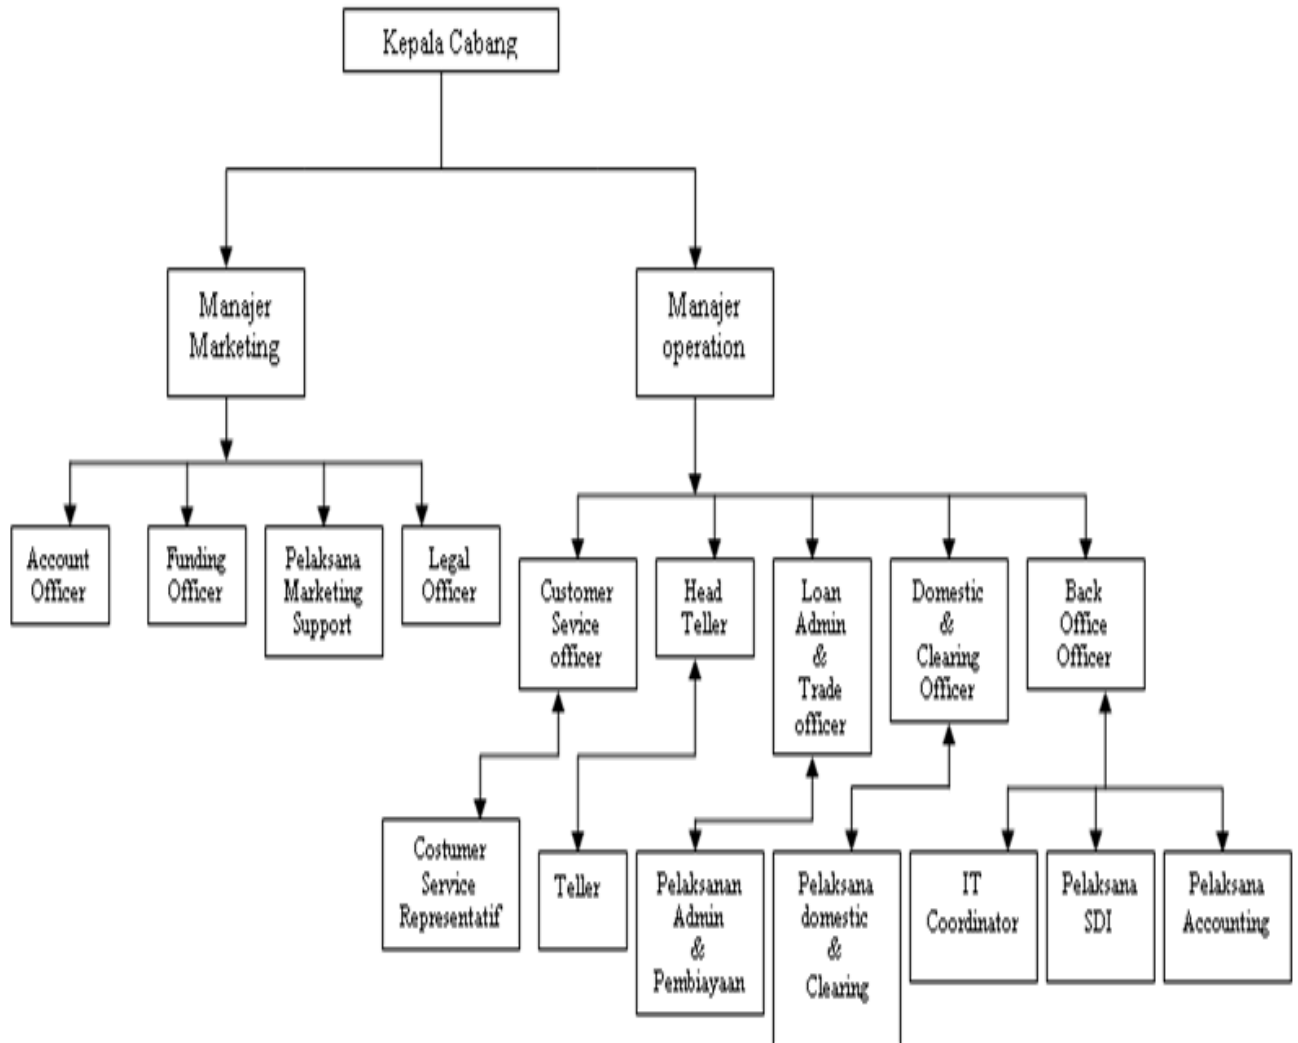 Kepala Cabang
Manajer
Marketing
Manajer
operation
Account
Officer
Funding
Officer
Pelaksana
Marketing
Support
Legal
Officer
Customer
Sevice
officer
Head
Teller
Loan
Admin
&
Trade
officer
Domestic
&
Clearing
Officer
Back
Office
Officer
Costumer
Service
Representatif
Teller
Pelaksanan
Admin
&
Pembiayaan
Pelaksana
domestic
&
Clearing
IT
Coordinator
Pelaksana
SDI
Pelaksana
Accounting